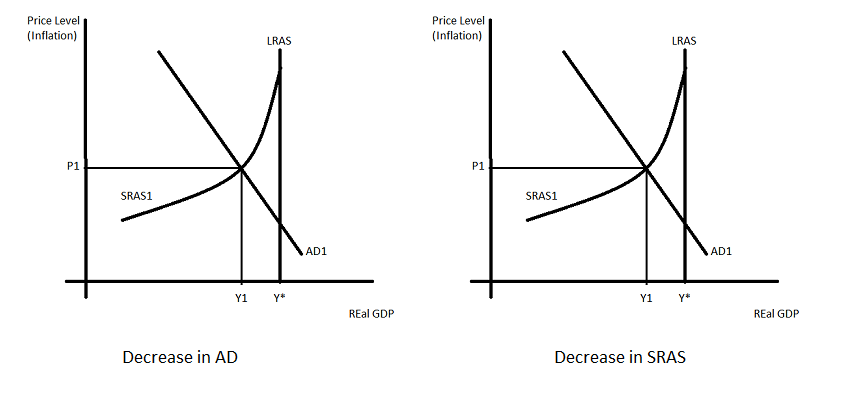 Price Level
(Inflation)
LRAS
P1
SRAS1
AD1
Y1
Y*
REal GDP
Decrease in AD
Price Level
(Inflation)
LRAS
P1
SRAS1
AD1
Y1
Y*
REal GDP
Decrease in SRAS